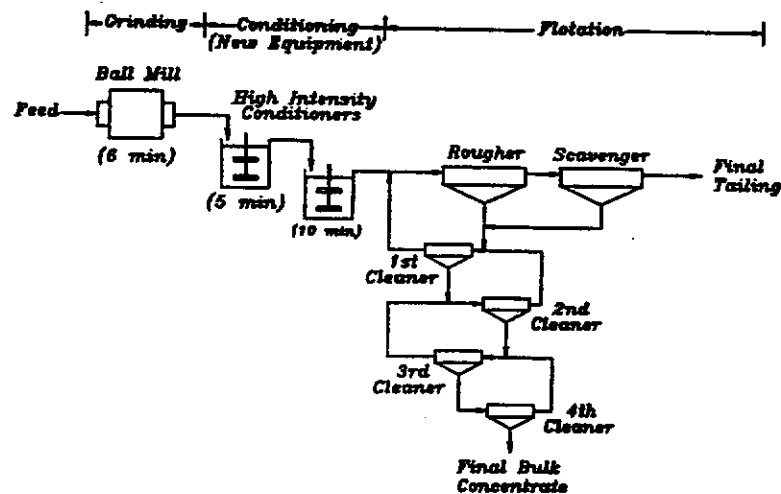 Grinding
Conditioning
(New Equipment)
Flotation
Ball Mill
Feed
(6 min)
High Intensity
Conditioners
(5 min)
(10 min)
Rougher
Scavenger
Final
Tailing
1st
Cleaner
2nd
Cleaner
3rd
Cleaner
4th
Cleaner
Final Bulk
Concentrate